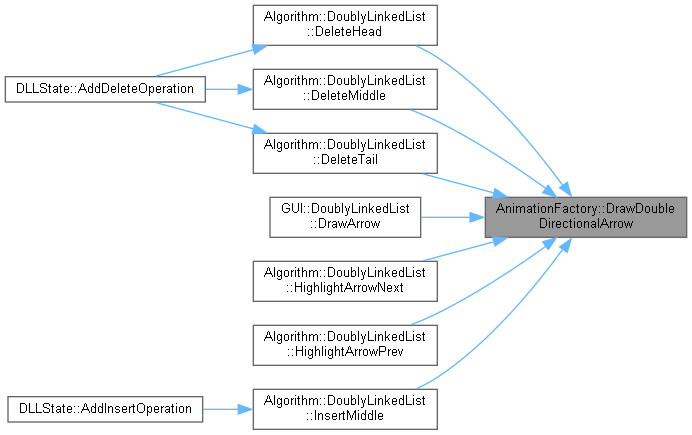 Algorithm::DoublyLinkedList
::DeleteHead
DLLState::AddDeleteOperation
Algorithm::DoublyLinkedList
::DeleteMiddle
Algorithm::DoublyLinkedList
::DeleteTail
GUI::DoublyLinkedList
::DrawArrow
AnimationFactory::DrawDouble
DirectionalArrow
Algorithm::DoublyLinkedList
::HighlightArrowNext
Algorithm::DoublyLinkedList
::HighlightArrowPrev
DLLState::AddInsertOperation
Algorithm::DoublyLinkedList
::InsertMiddle